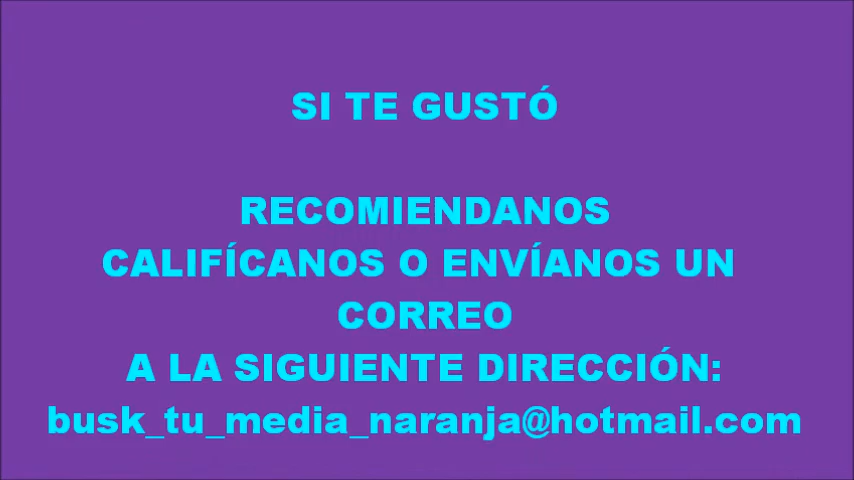 SI TE GUSTÓ
RECOMIENDANOS
CALIFÍCANOS O ENVÍANOS UN
CORREO
A LA SIGUIENTE DIRECCIÓN:
busk_tu_media_naranja@hotmail.com